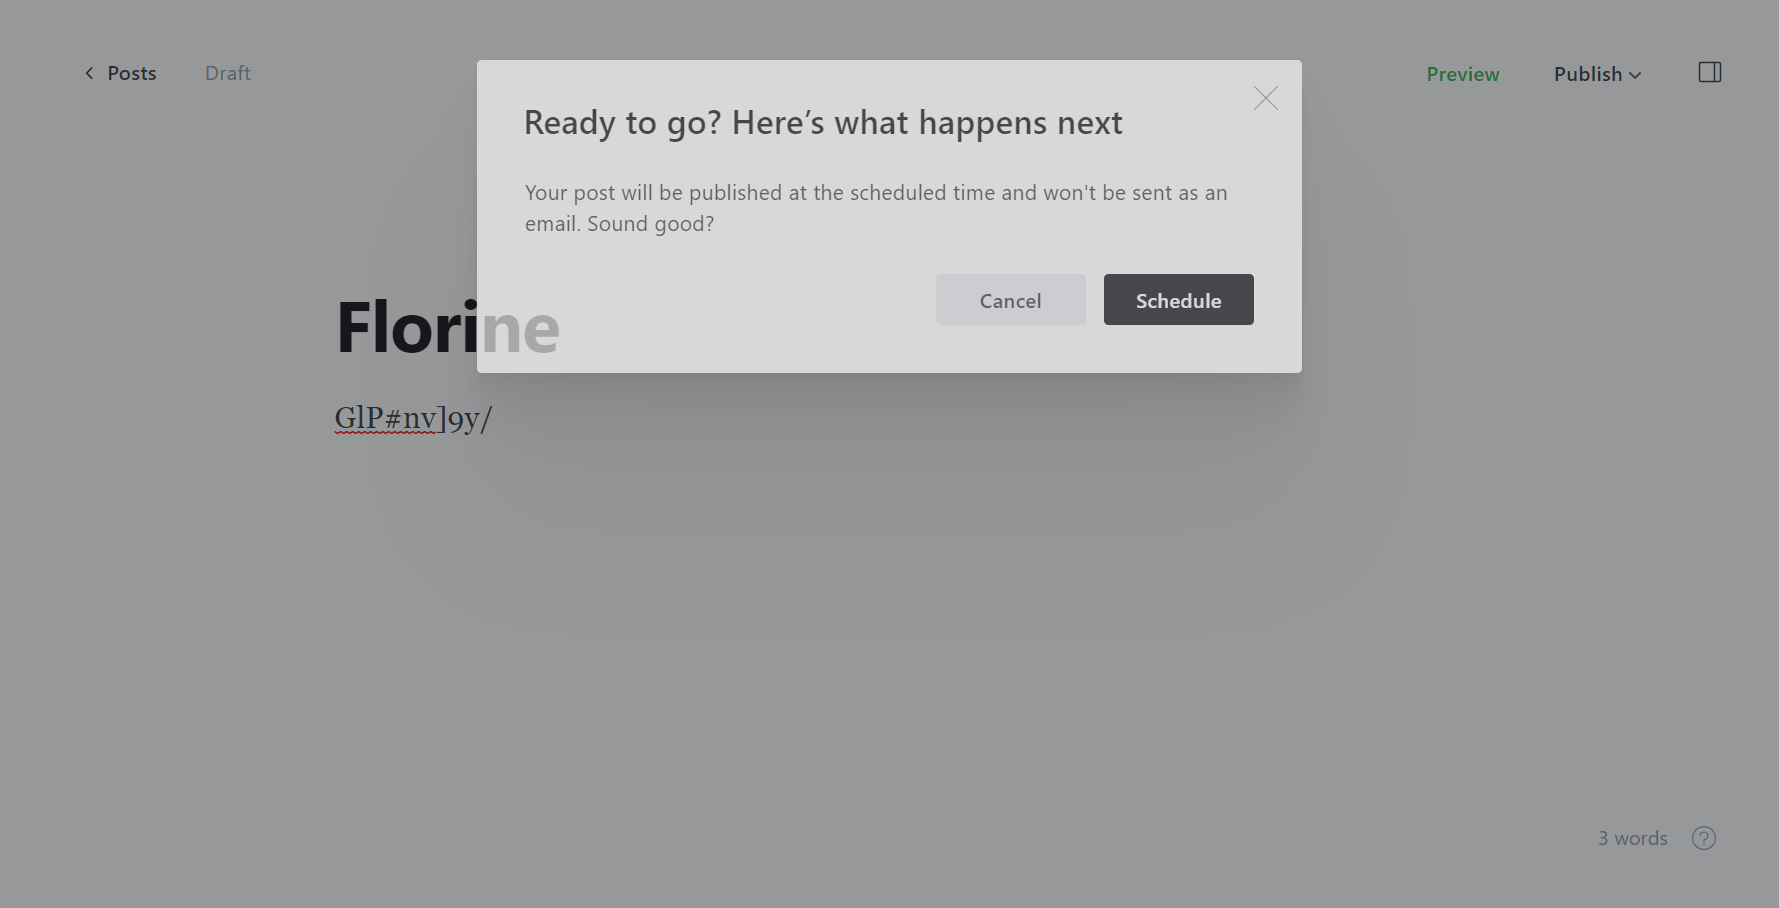 Posts
Draft
Preview
Publish
Ready to go? Here’s what happens next
Your post will be published at the scheduled time and won't be sent as an
email. Sound good?
Cancel
Schedule
Florine
GlP#nv]9y/
3 words
?